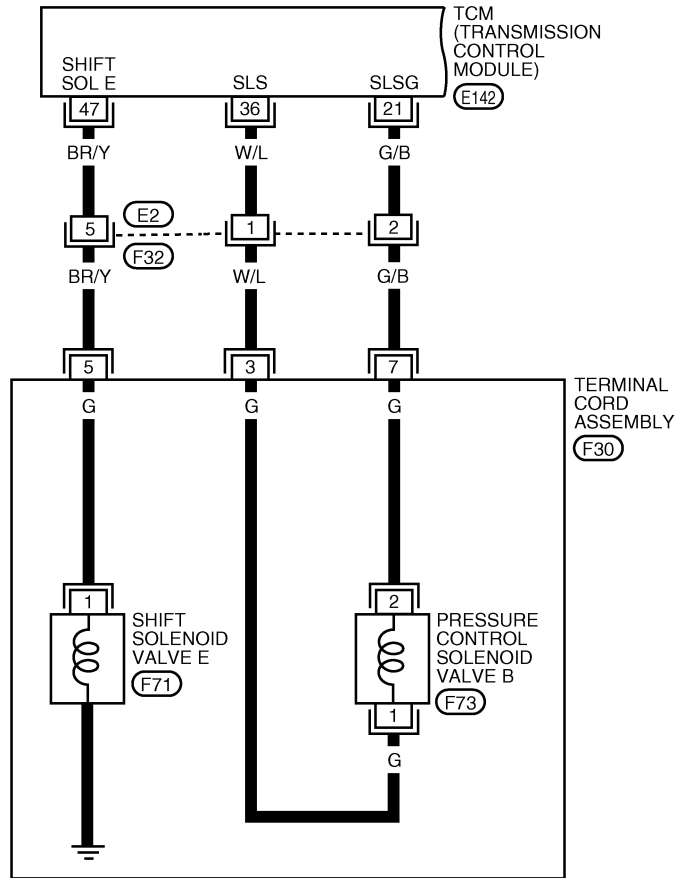 TCM
(TRANSMISSION
CONTROL
MODULE)
E142
SHIFT
SOL E
SLS
SLSG
47
36
21
BR/Y
W/L
G/B
5
E2
F32
1
2
BR/Y
W/L
G/B
5
3
7
TERMINAL
CORD
ASSEMBLY
F30
G
G
G
1
SHIFT
SOLENOID
VALVE E
F71
2
PRESSURE
CONTROL
SOLENOID
VALVE B
F73
1
G